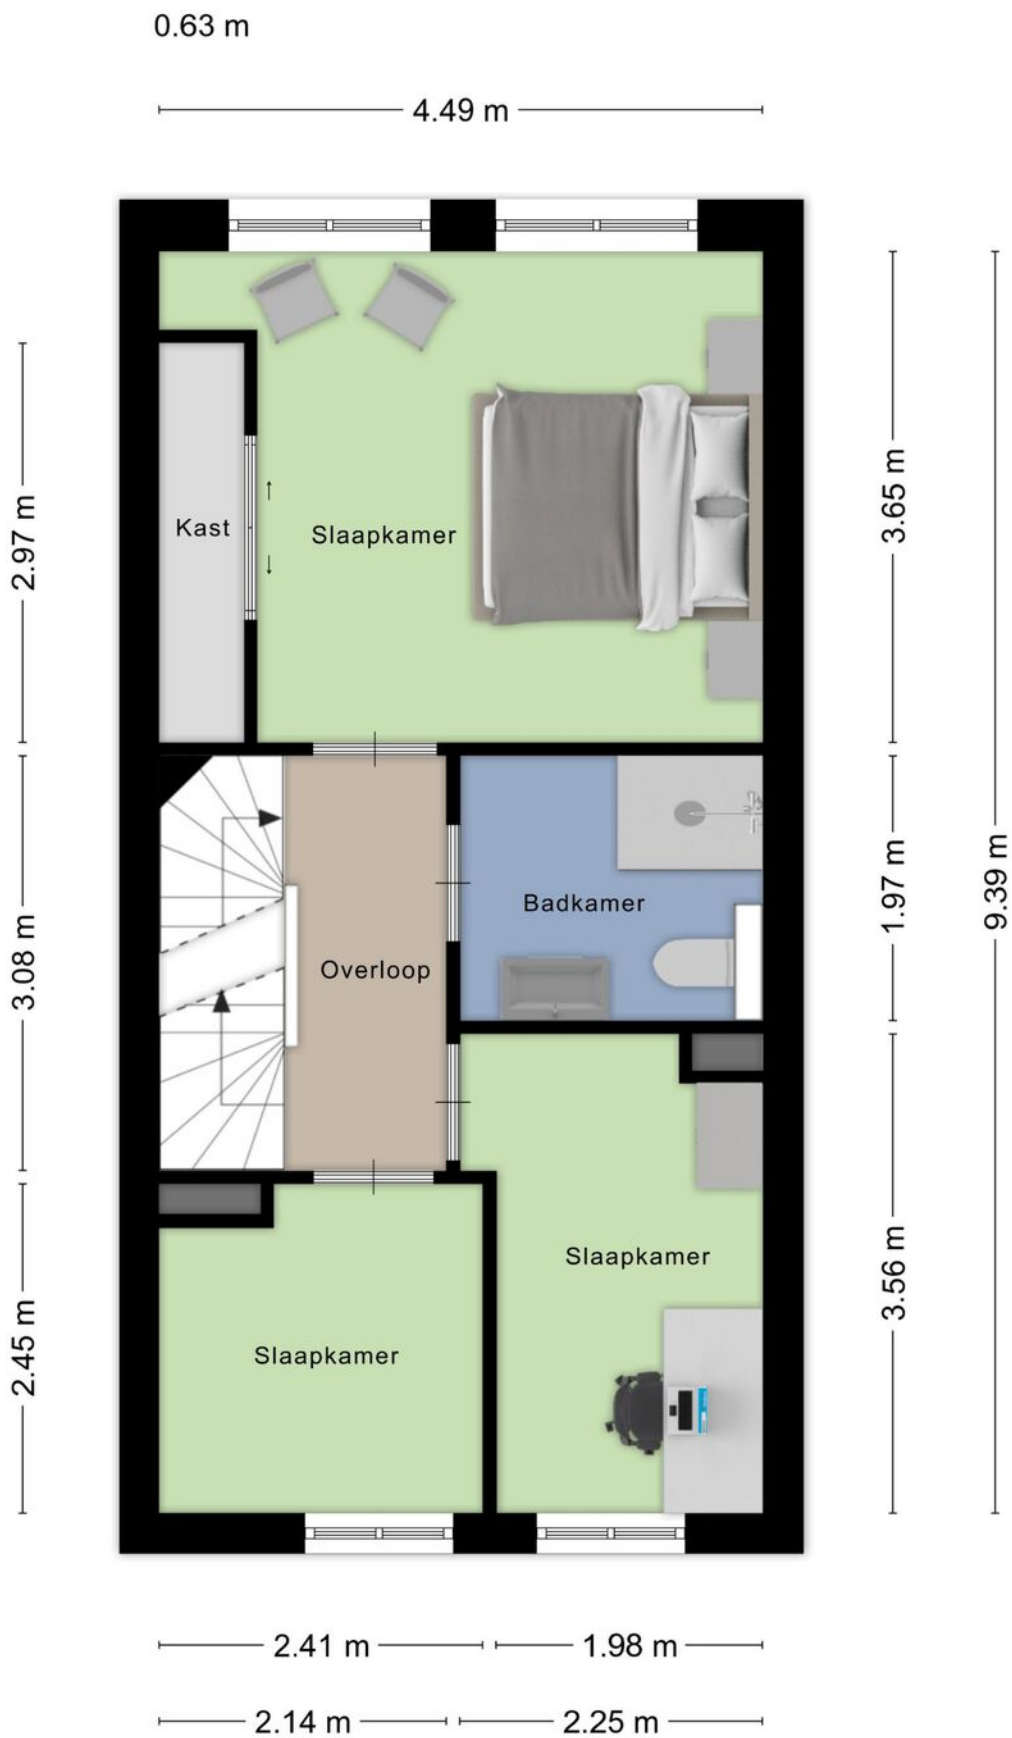 0.63 m
4.49 m
3.65 m
2.97 m
Kast
Slaapkamer
1.97 m
9.39 m
Badkamer
3.08 m
Overloop
3.56 m
Slaapkamer
2.45 m
Slaapkamer
2.41 m
1.98 m
2.14 m
2.25 m